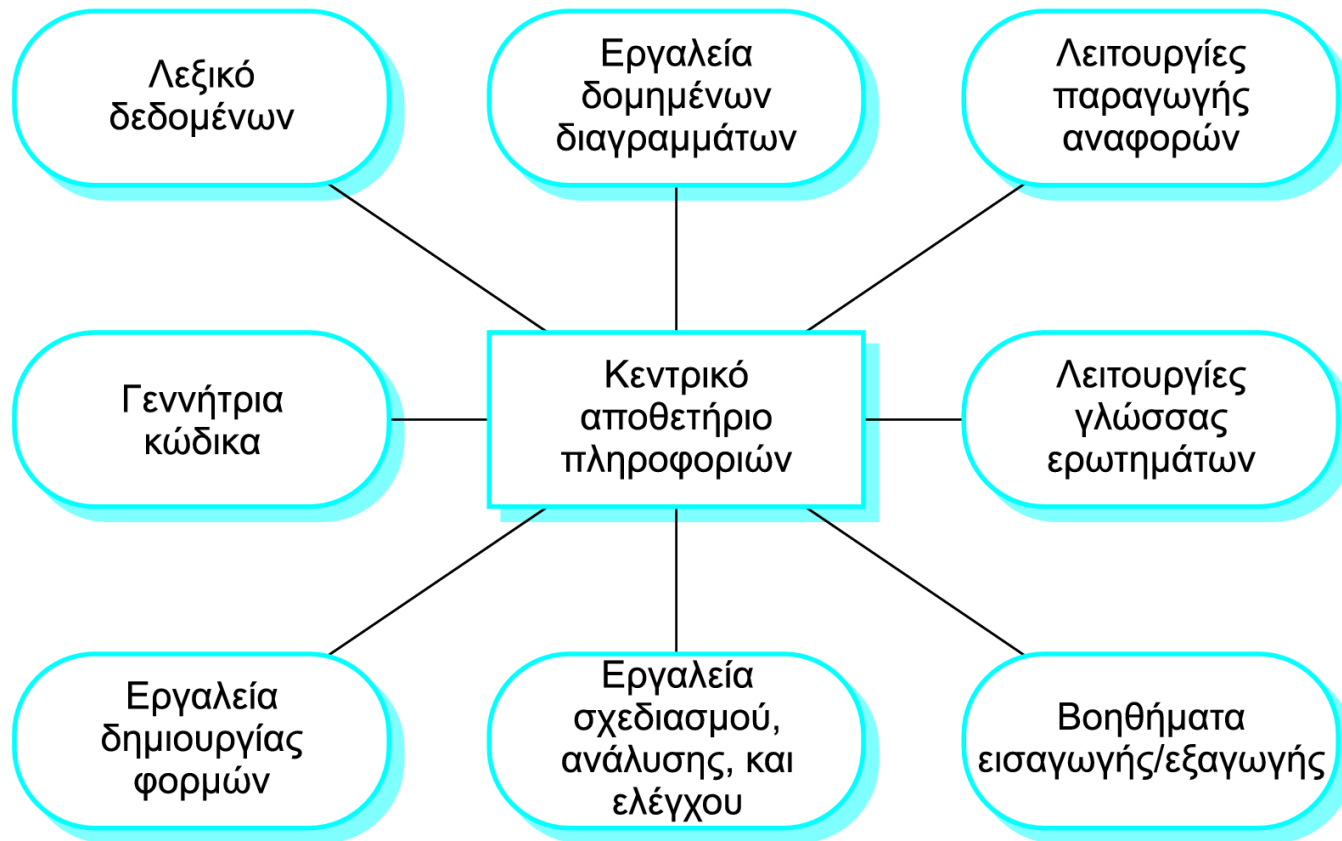 Λεξικό
δεδομένων
Εργαλεία
δομημένων
διαγραμμάτων
Λειτουργίες
παραγωγής
αναφορών
Γεννήτρια
κώδικα
Κεντρικό
αποθετήριο
πληροφοριών
Λειτουργίες
γλώσσας
ερωτημάτων
Εργαλεία
δημιουργίας
φορμών
Εργαλεία
σχεδιασμού,
ανάλυσης, και
ελέγχου
Βοηθήματα
εισαγωγής/εξαγωγής